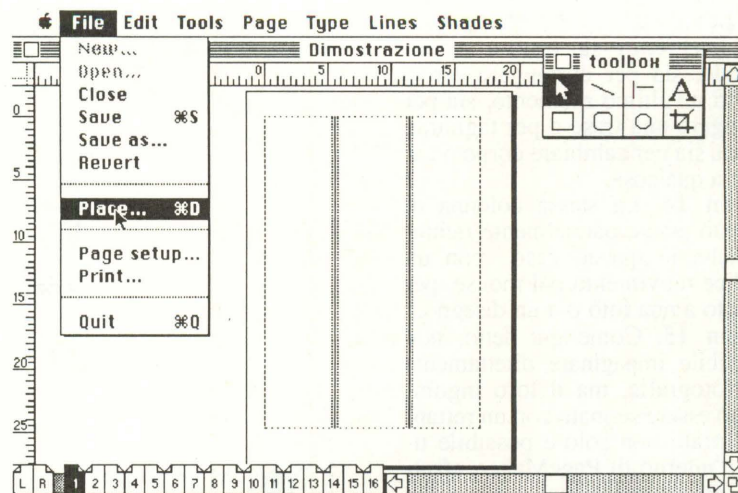 File Edit Tools Page Type Lines Shades
Dimostrazione
toolbox
A
New...
Open...
Close
Save ⌘S
Save as...
Revert
Place... ⌘D
Page setup...
Print...
Quit ⌘Q
0 5 10 15 20
0
5
10
15
20
25
L R 1 2 3 4 5 6 7 8 9 10 11 12 13 14 15 16